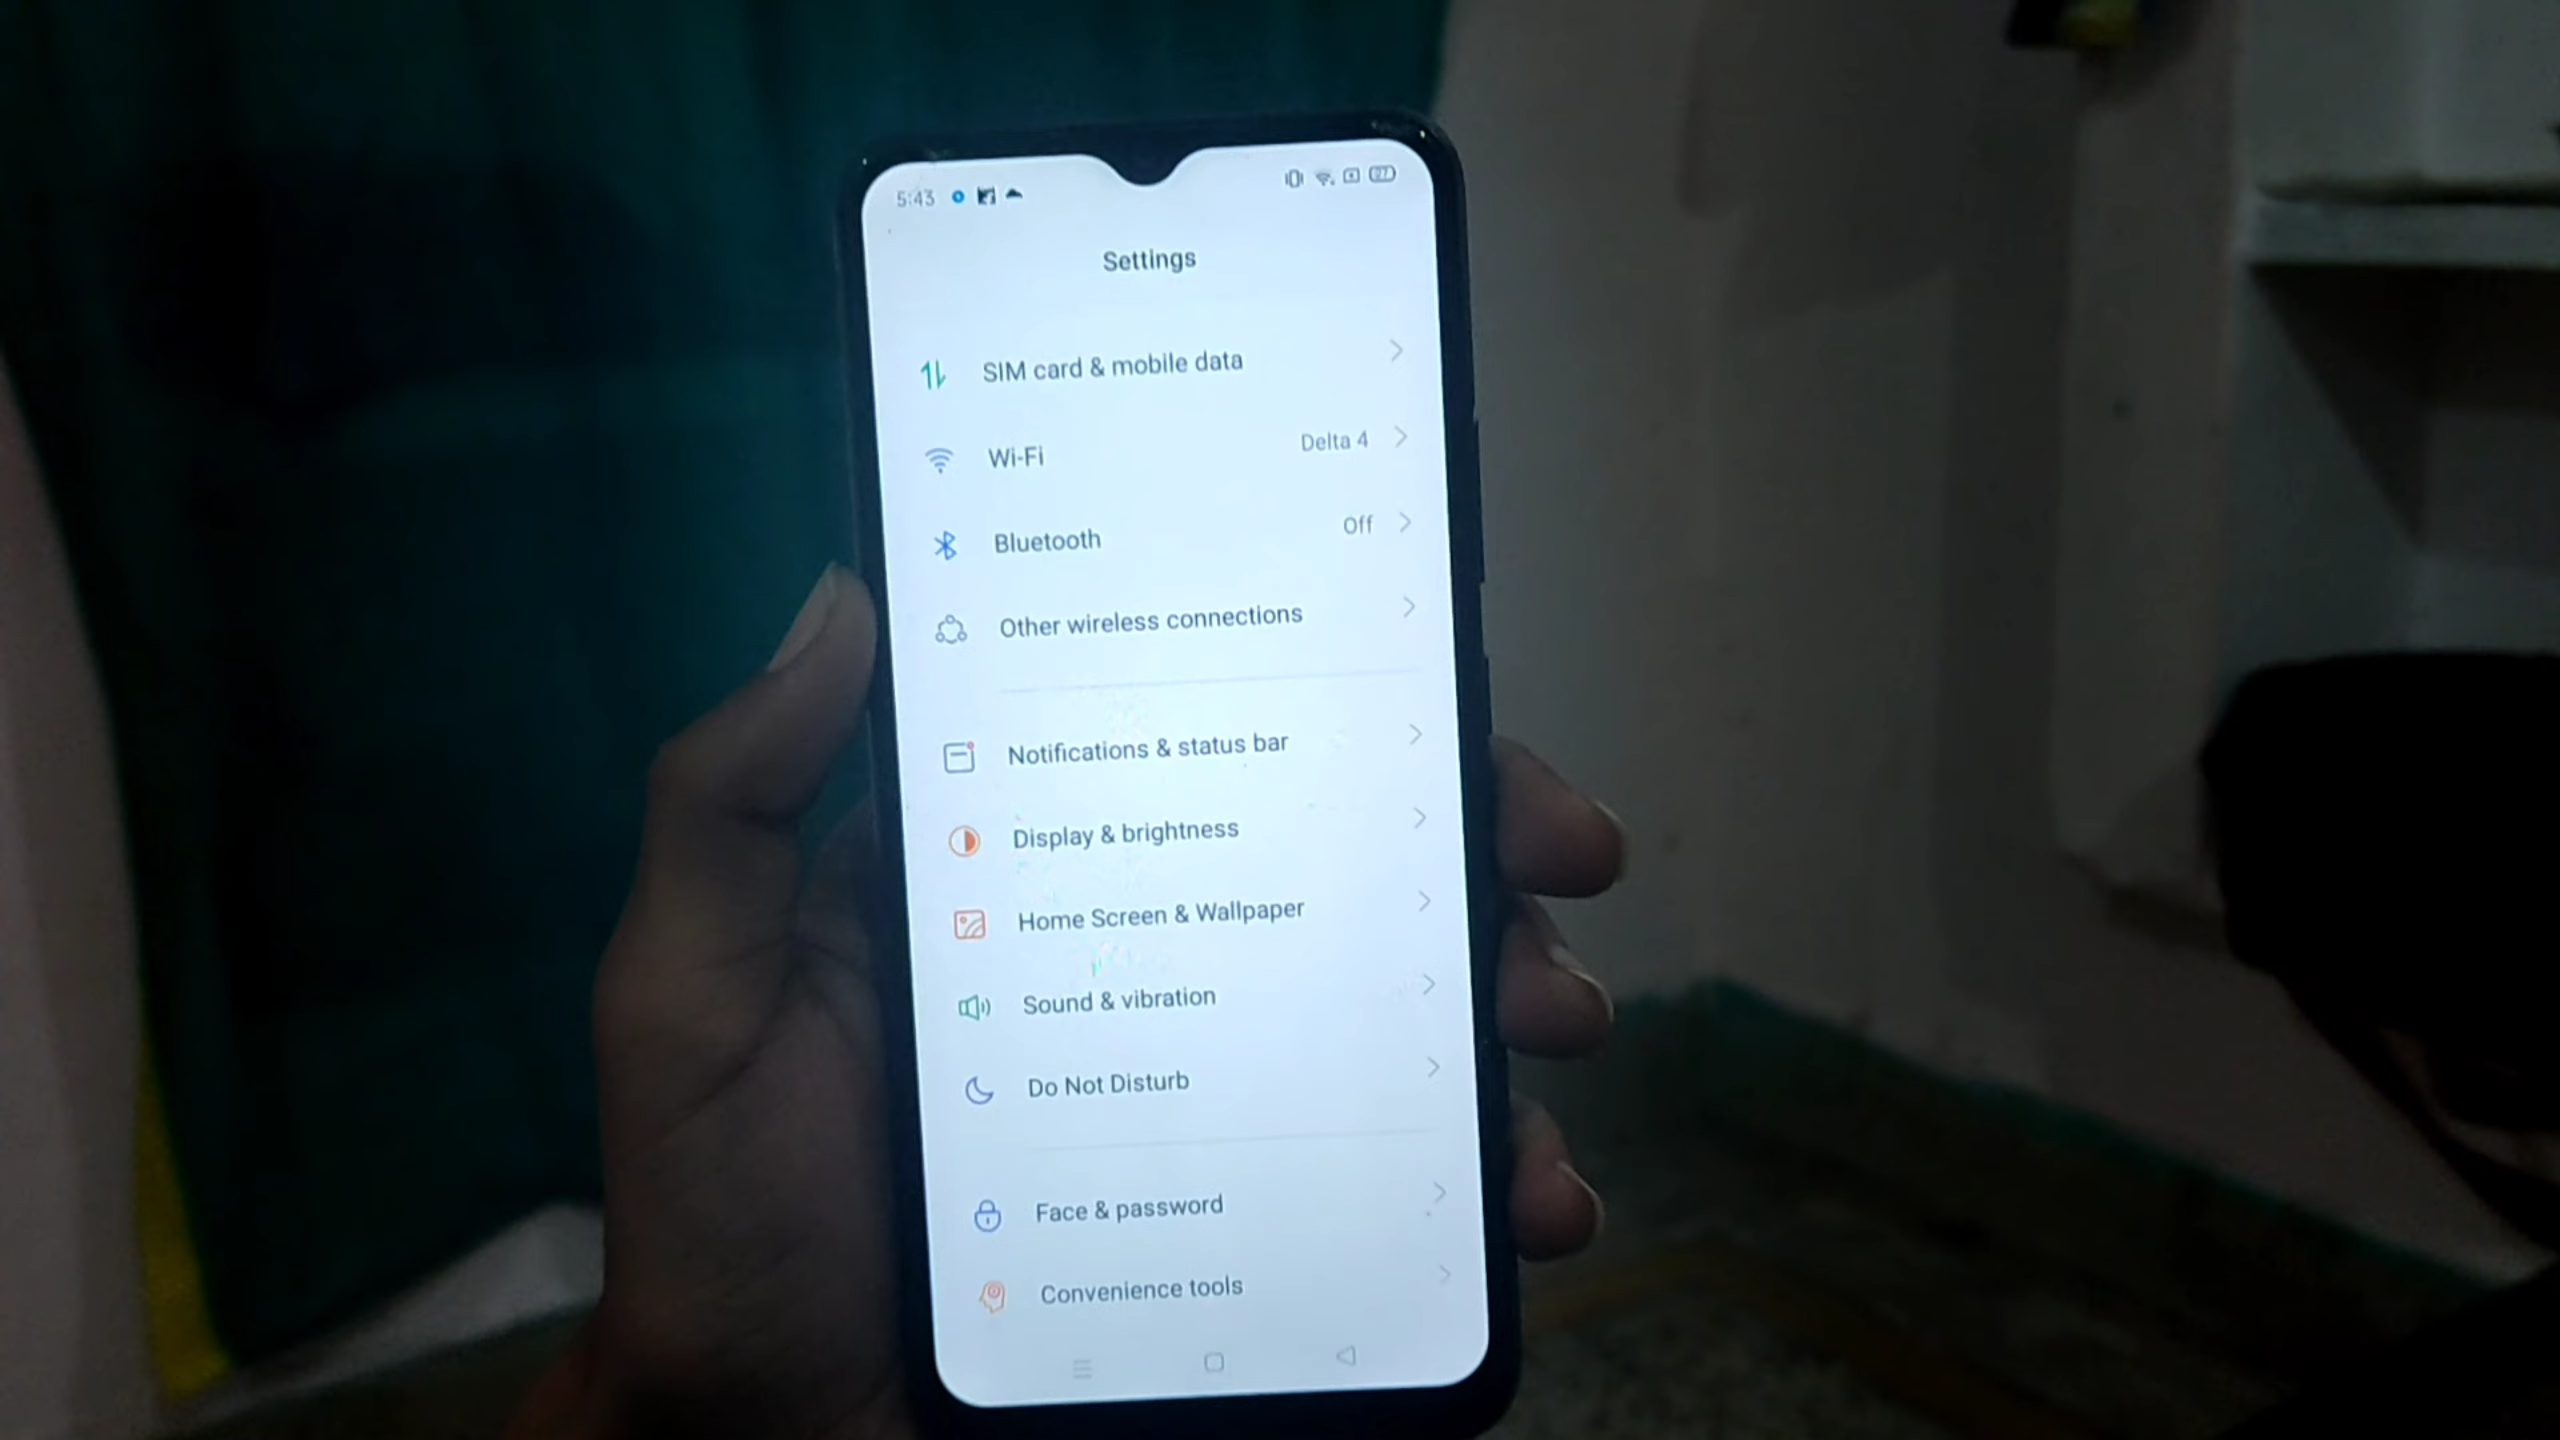 5:43
27
Settings
SIM card & mobile data
Wi-Fi Delta 4
Bluetooth Off
Other wireless connections
Notifications & status bar
Display & brightness
Home Screen & Wallpaper
Sound & vibration
Do Not Disturb
Face & password
Convenience tools